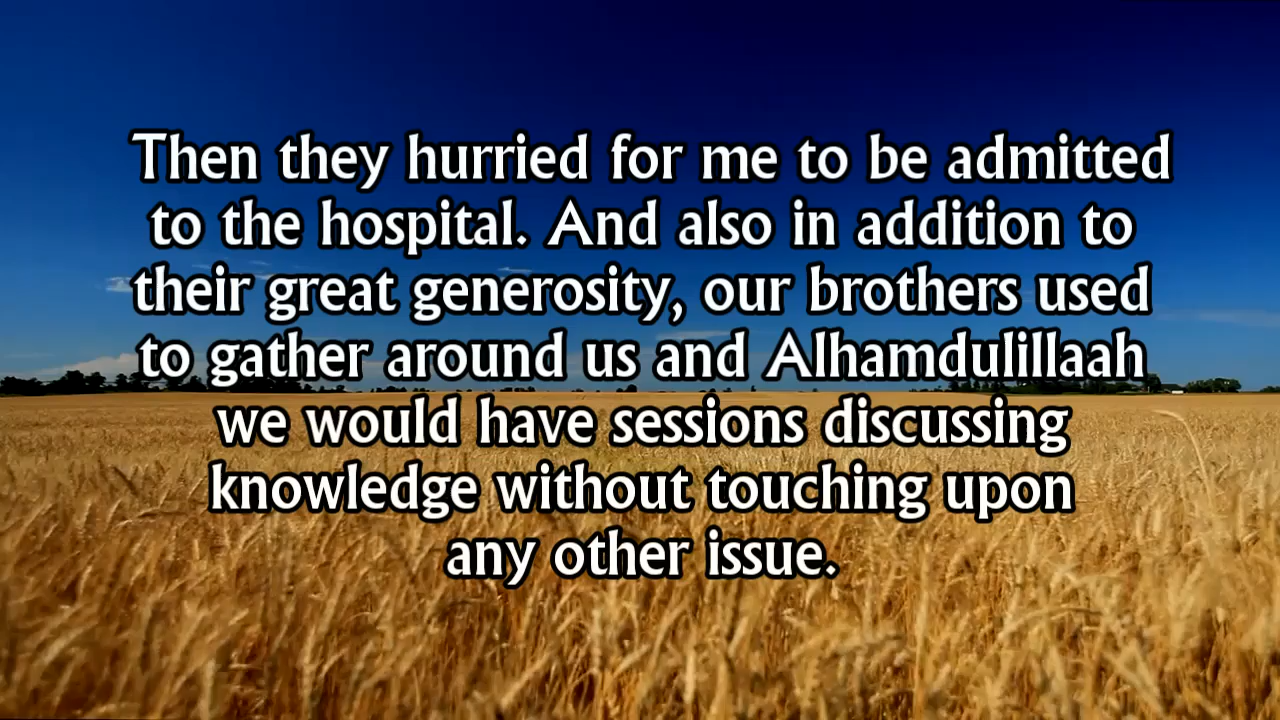 Then they hurried for me to be admitted
to the hospital. And also in addition to
their great generosity, our brothers used
to gather around us and Alhamdulillaah
we would have sessions discussing
knowledge without touching upon
any other issue.